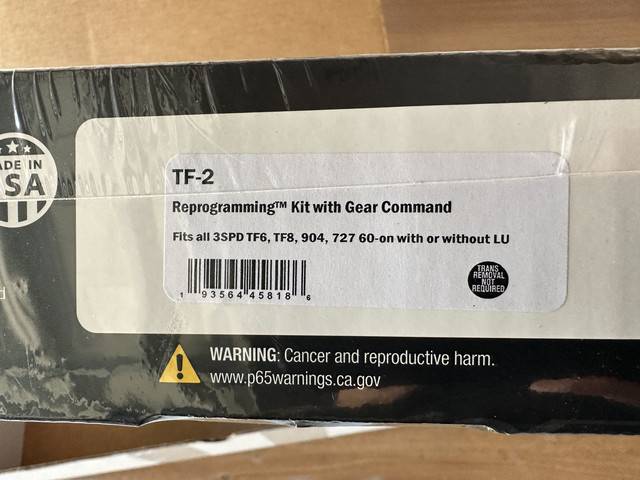 MADE IN
USA
TF-2
Reprogramming™ Kit with Gear Command
Fits all 3SPD TF6, TF8, 904, 727 60-on with or without LU
TRANS
REMOVAL
NOT
REQUIRED
1 93564 45818 6
WARNING: Cancer and reproductive harm.
www.p65warnings.ca.gov